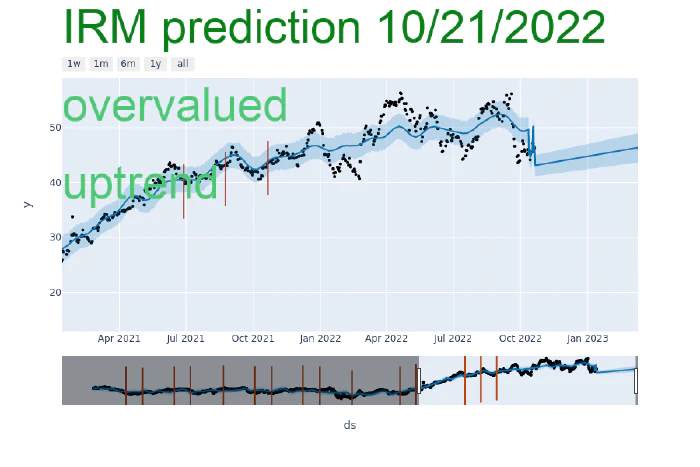 IRM prediction 10/21/2022
1w 1m 6m 1y all
overvalued
50
uptrend
40
y
30
20
Apr 2021 Jul 2021 Oct 2021 Jan 2022 Apr 2022 Jul 2022 Oct 2022 Jan 2023
ds